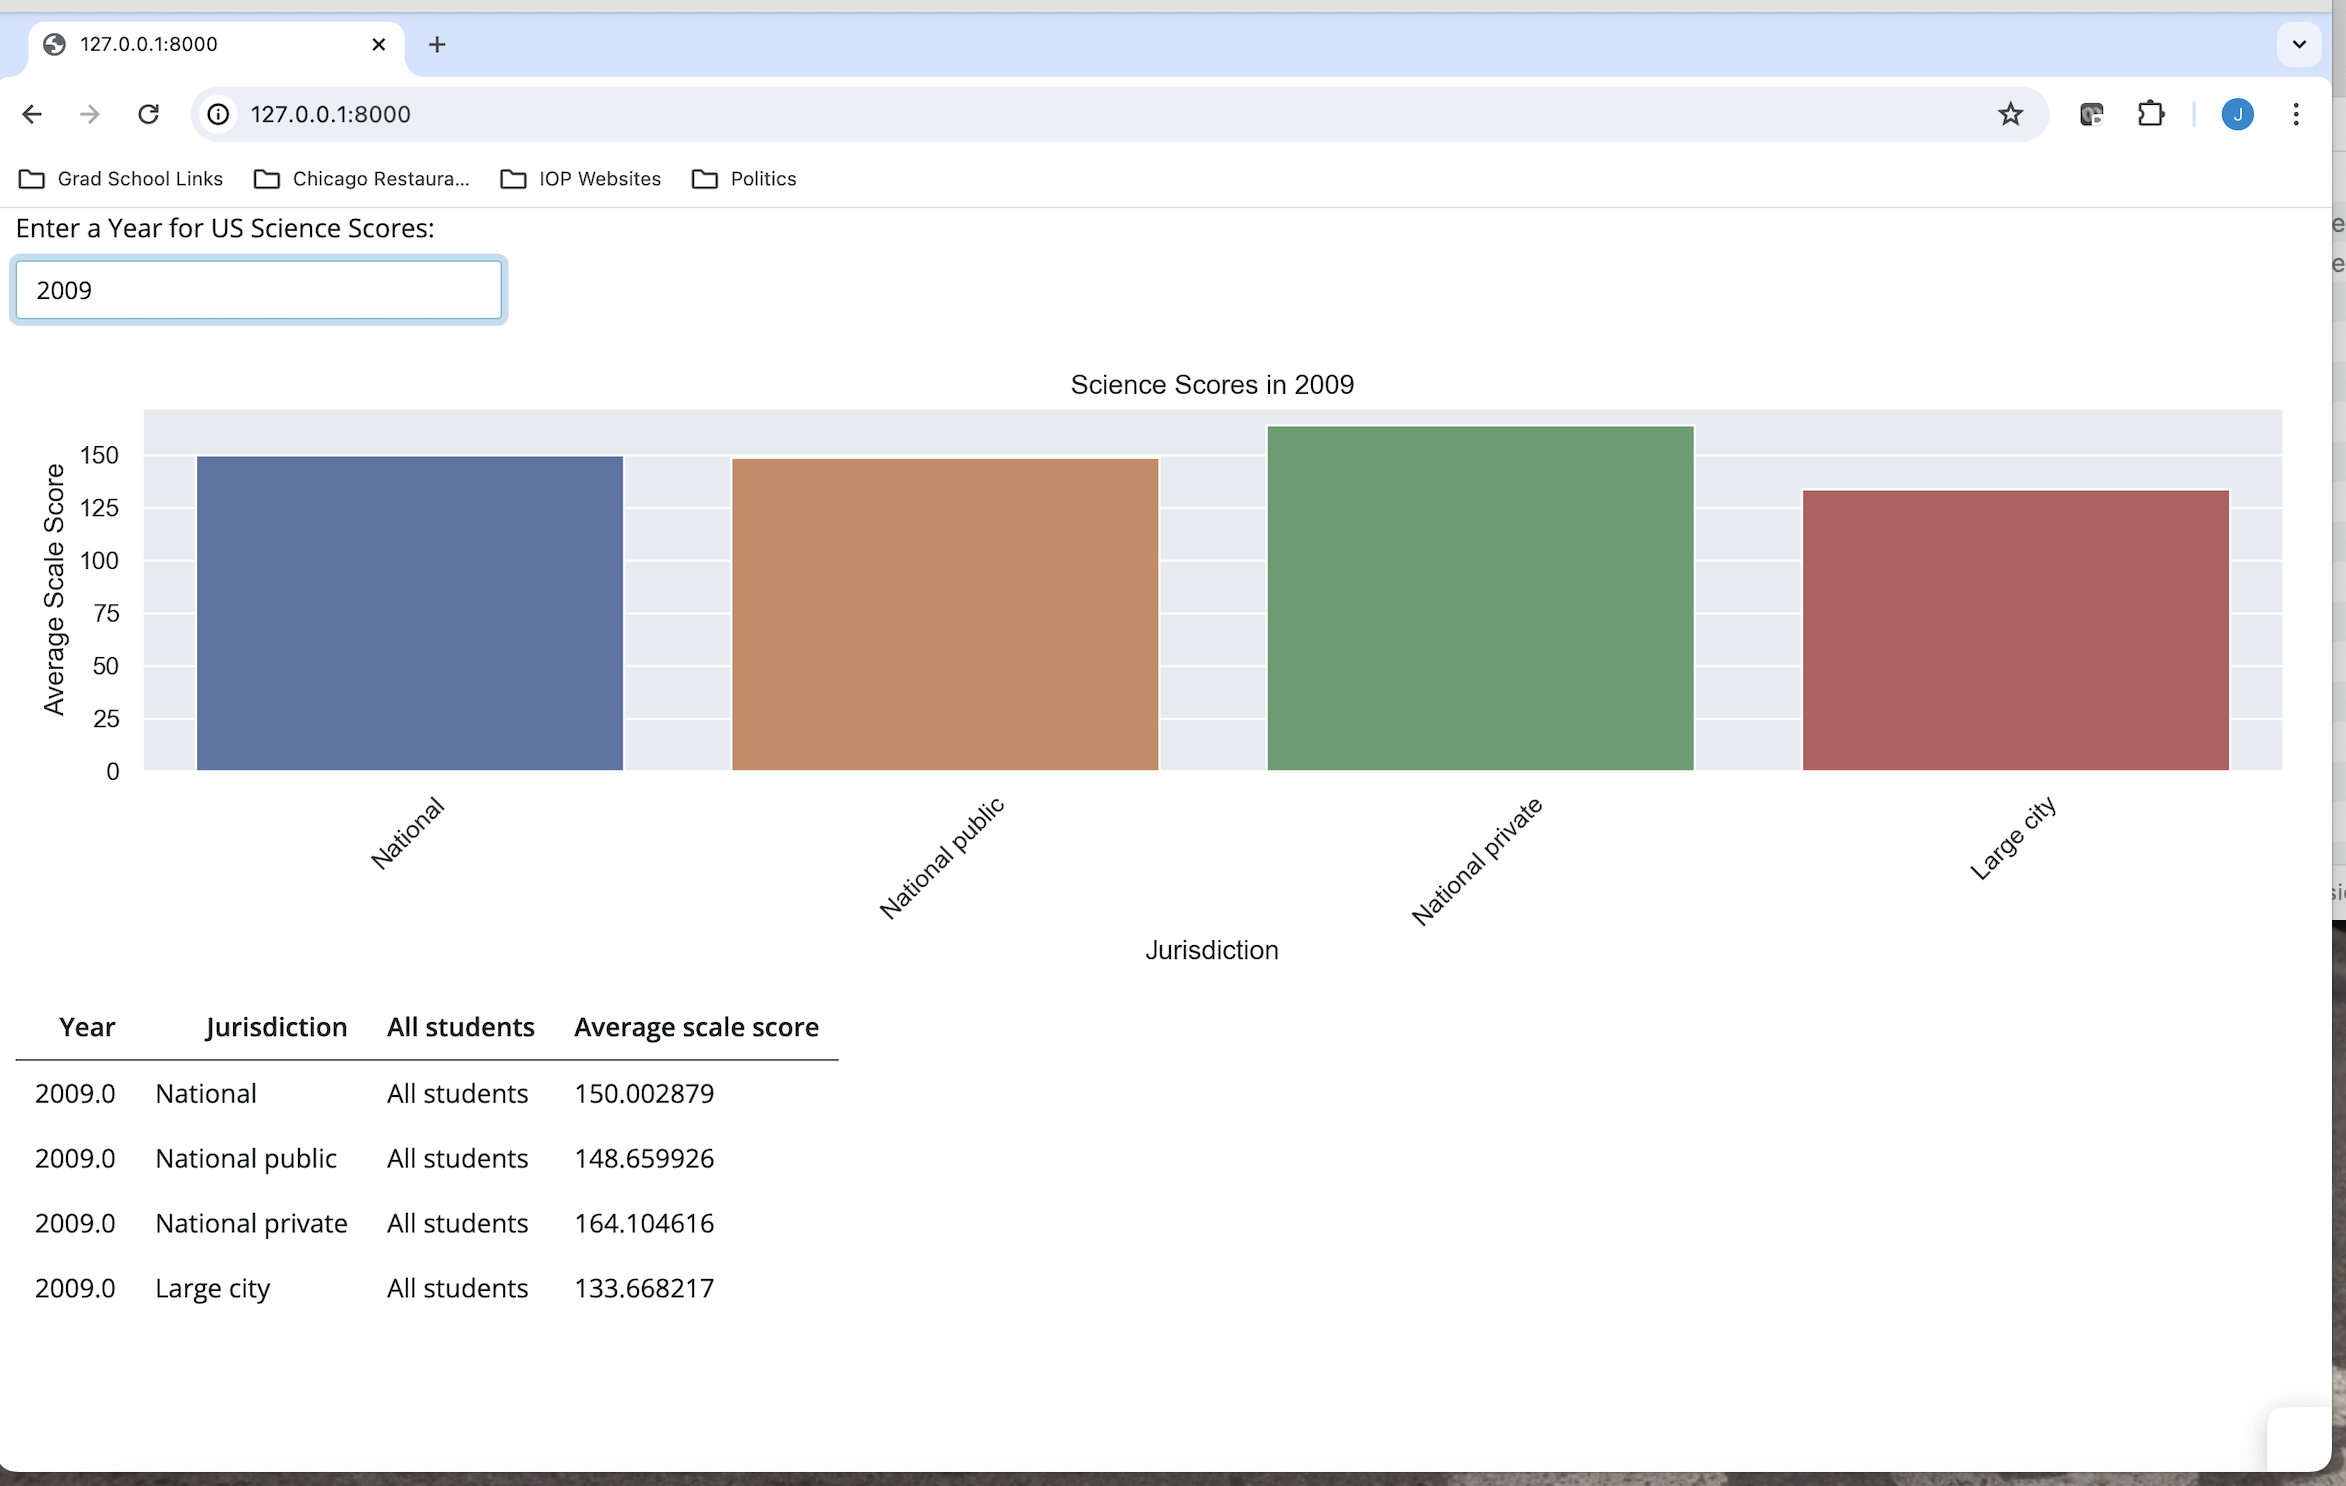 127.0.0.1:8000
127.0.0.1:8000
J
Grad School Links Chicago Restaura... IOP Websites Politics
Enter a Year for US Science Scores:
2009
Science Scores in 2009
Average Scale Score
150
125
100
75
50
25
0
National National public National private Large city
Jurisdiction
Year Jurisdiction All students Average scale score
2009.0 National All students 150.002879
2009.0 National public All students 148.659926
2009.0 National private All students 164.104616
2009.0 Large city All students 133.668217